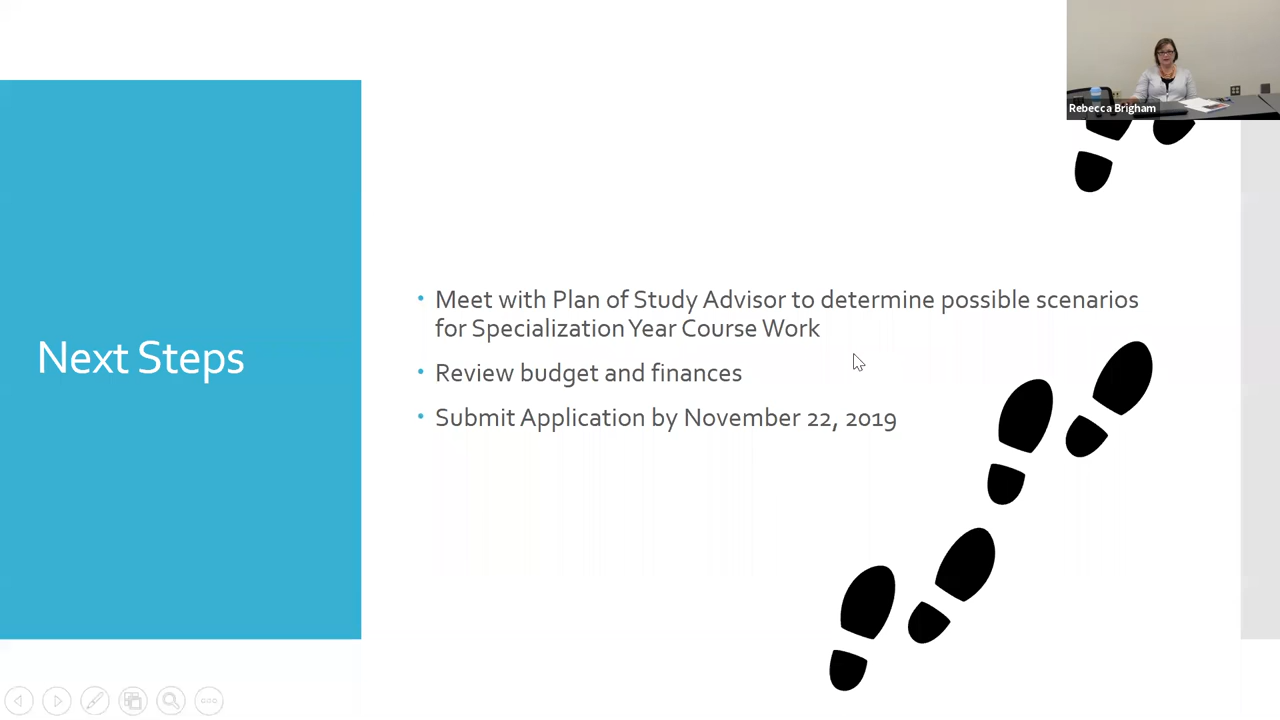 Rebecca Brigham
Next Steps
• Meet with Plan of Study Advisor to determine possible scenarios
for Specialization Year Course Work
• Review budget and finances
• Submit Application by November 22, 2019